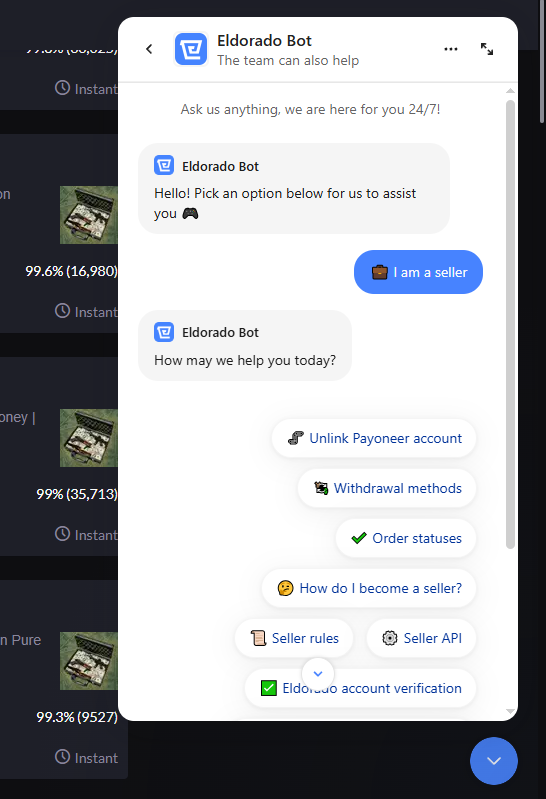 Eldorado Bot
The team can also help
Instant
Ask us anything, we are here for you 24/7!
Eldorado Bot
Hello! Pick an option below for us to assist
you 🎮
99.6% (16,980)
💼 I am a seller
Instant
Eldorado Bot
How may we help you today?
oney |
Unlink Payoneer account
99% (35,713)
Withdrawal methods
Instant
✔ Order statuses
🤔 How do I become a seller?
n Pure
📜 Seller rules
Seller API
✅ Eldorado account verification
99.3% (9527)
Instant